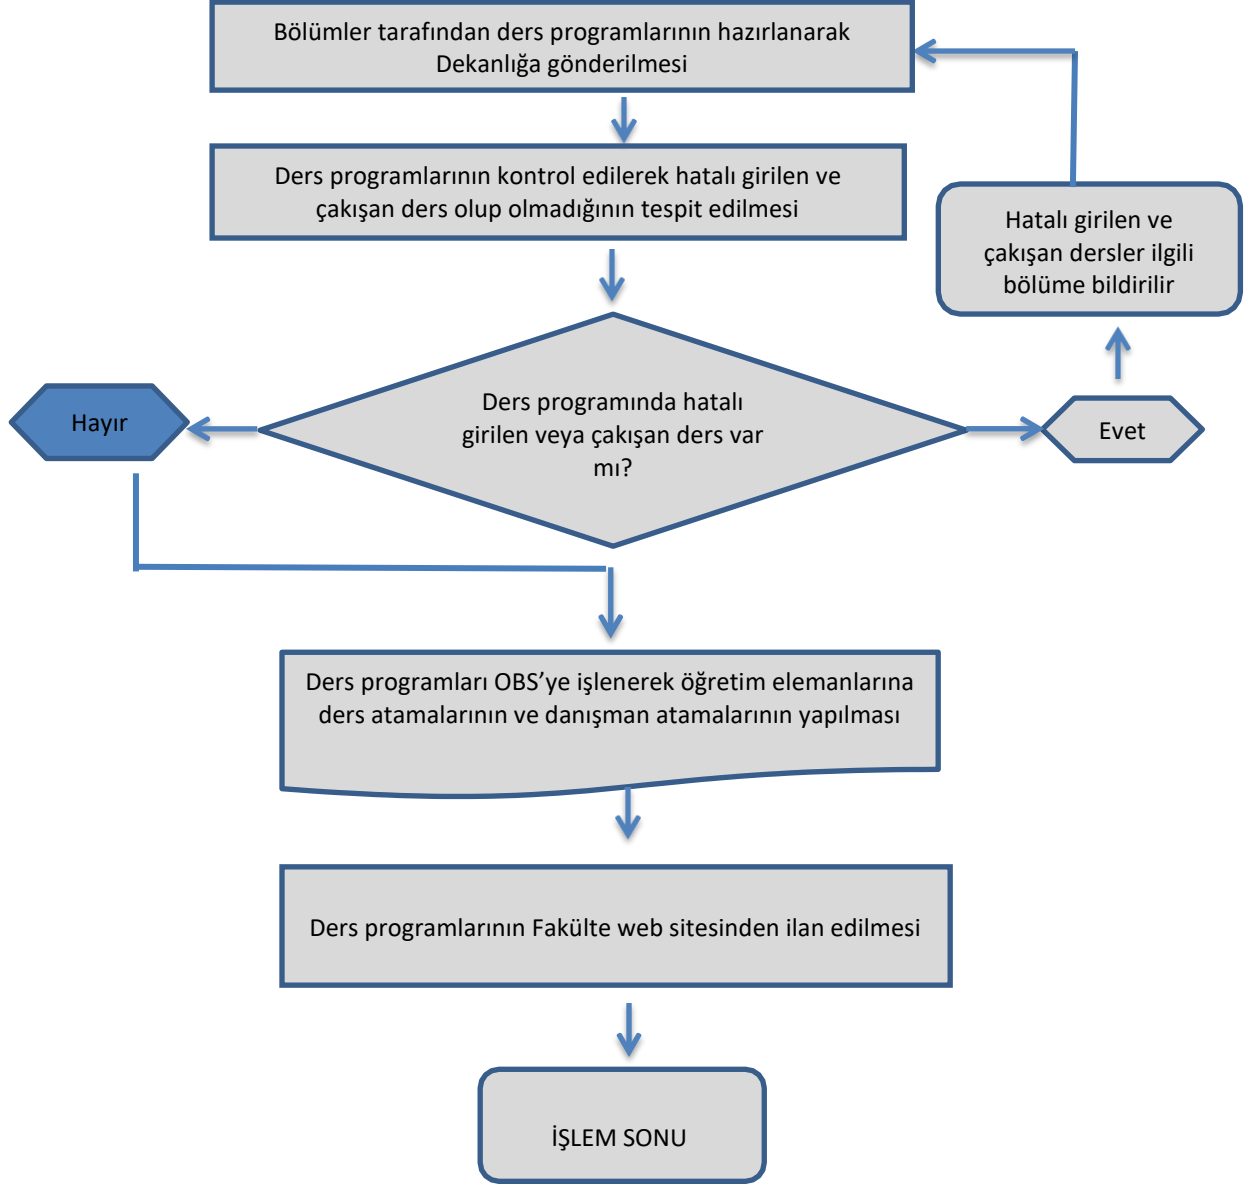 Bölümler tarafından ders programlarının hazırlanarak
Dekanlığa gönderilmesi
Ders programlarının kontrol edilerek hatalı girilen ve
çakışan ders olup olmadığının tespit edilmesi
Hatalı girilen ve
çakışan dersler ilgili
bölüme bildirilir
Ders programında hatalı
girilen veya çakışan ders var
mı?
Hayır
Evet
Ders programları OBS’ye işlenerek öğretim elemanlarına
ders atamalarının ve danışman atamalarının yapılması
Ders programlarının Fakülte web sitesinden ilan edilmesi
İŞLEM SONU